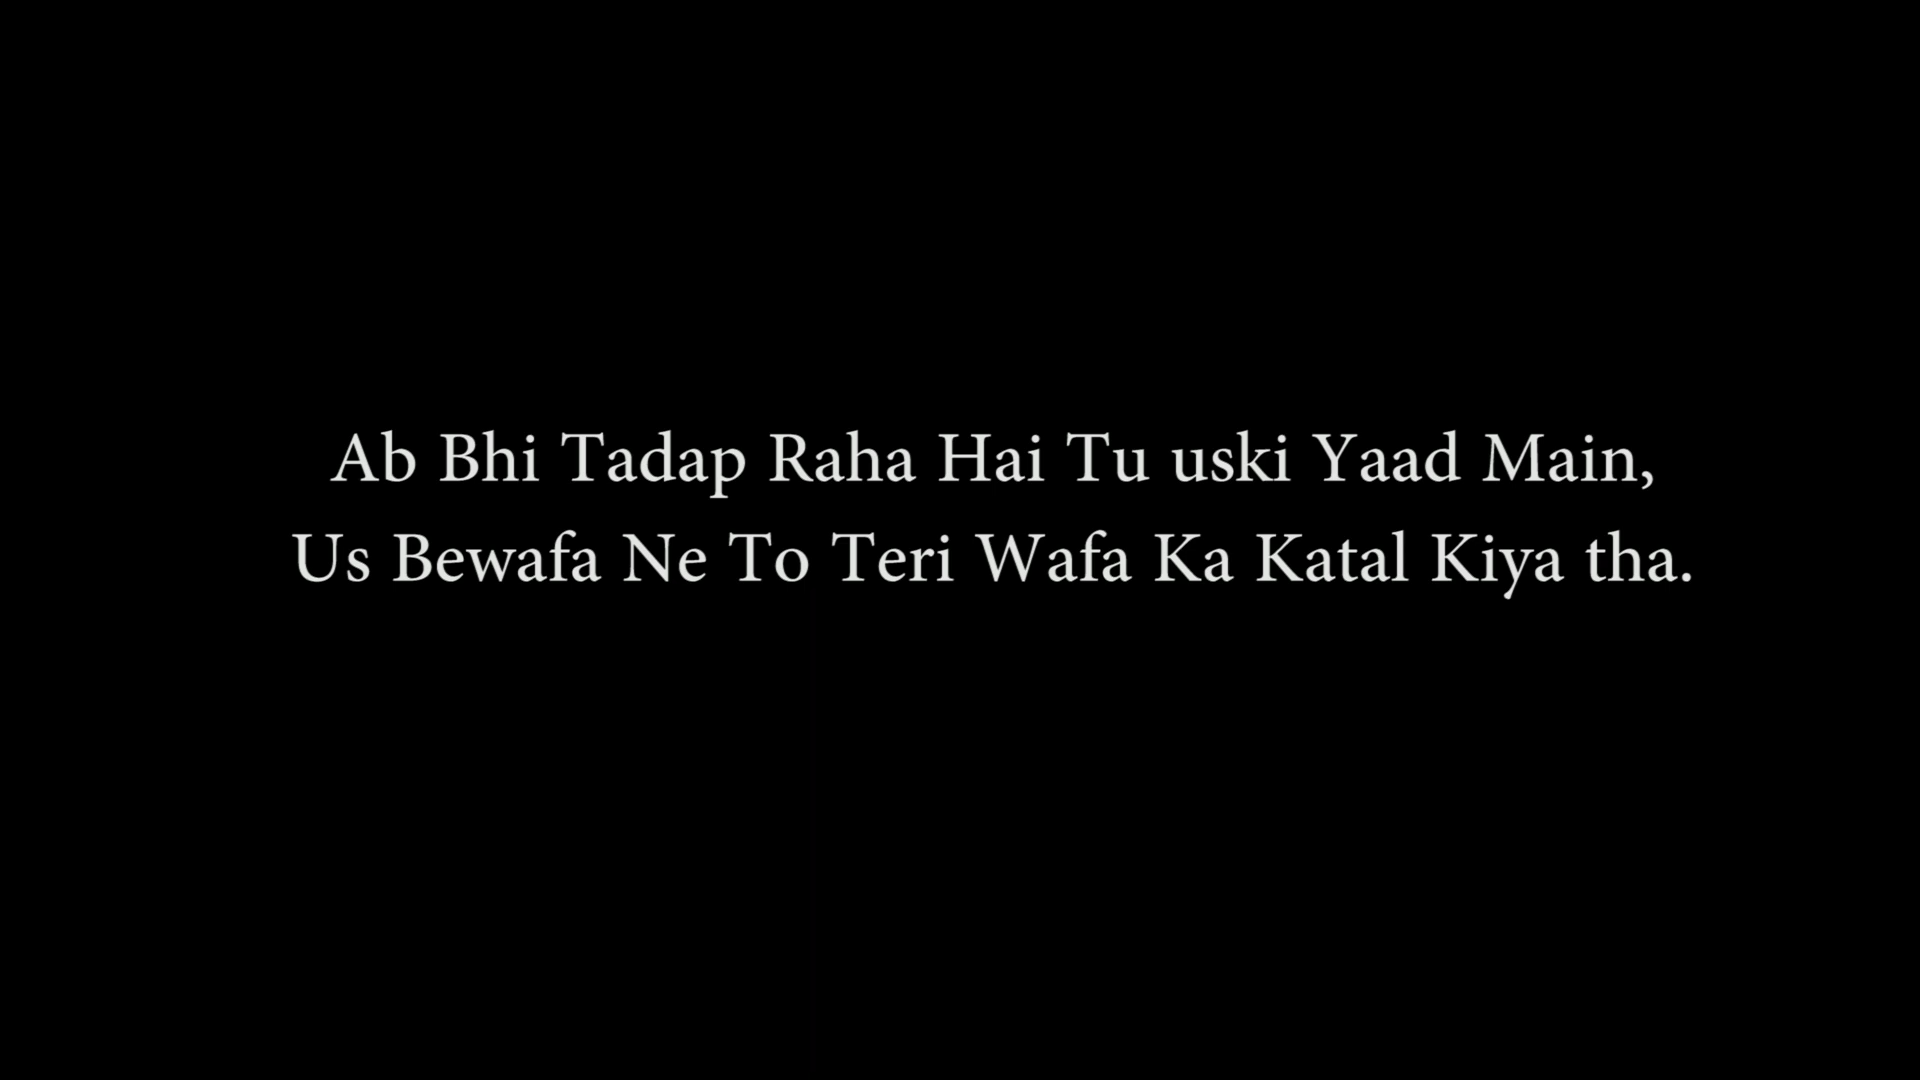 Ab Bhi Tadap Raha Hai Tu uski Yaad Main,
Us Bewafa Ne To Teri Wafa Ka Katal Kiya tha.